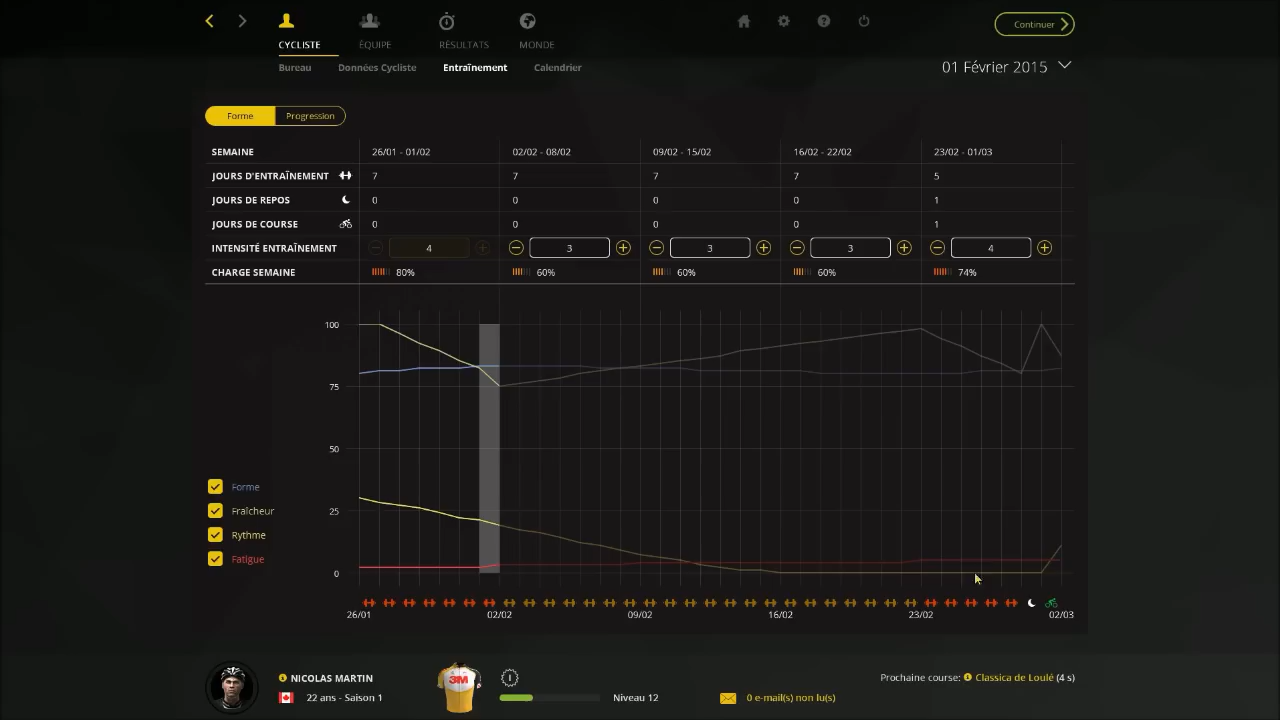 CYCLISTE ÉQUIPE RÉSULTATS MONDE
Continuer
Bureau Données Cycliste Entraînement Calendrier
01 Février 2015
Forme Progression
SEMAINE 26/01 - 01/02 02/02 - 08/02 09/02 - 15/02 16/02 - 22/02 23/02 - 01/03
JOURS D'ENTRAÎNEMENT 7 7 7 7 5
JOURS DE REPOS 0 0 0 0 1
JOURS DE COURSE 0 0 0 0 1
INTENSITÉ ENTRAÎNEMENT 4 3 3 3 4
CHARGE SEMAINE 80% 60% 60% 60% 74%
100
75
50
25
0
Forme
Fraîcheur
Rythme
Fatigue
26/01 02/02 09/02 16/02 23/02 02/03
NICOLAS MARTIN
22 ans - Saison 1
3M
Niveau 12
0 e-mail(s) non lu(s)
Prochaine course: Classica de Loulé (4 s)